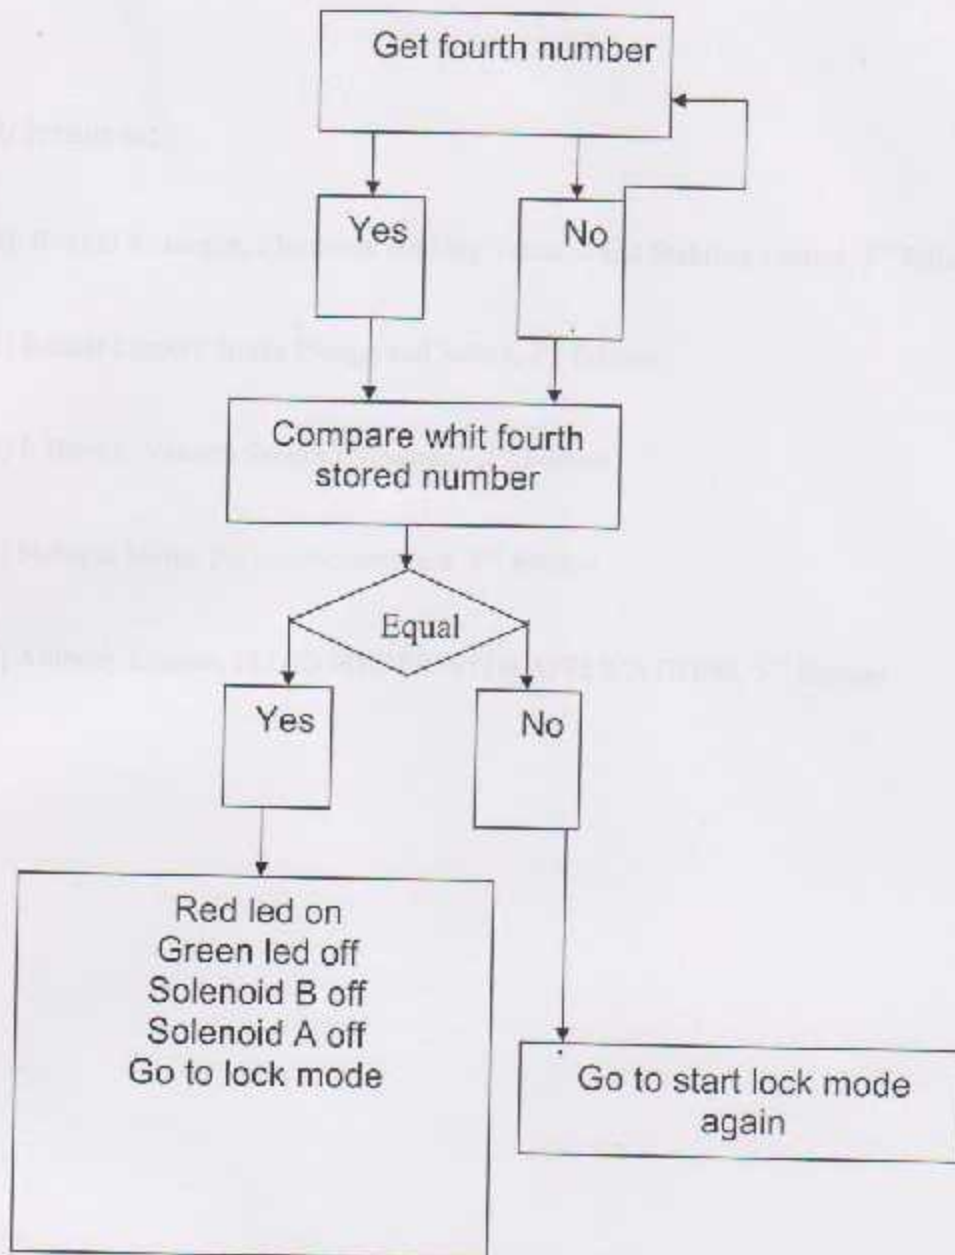 Get fourth number
Yes
No
Compare whit fourth
stored number
Equal
Yes
No
Red led on
Green led off
Solenoid B off
Solenoid A off
Go to lock mode
Go to start lock mode
again